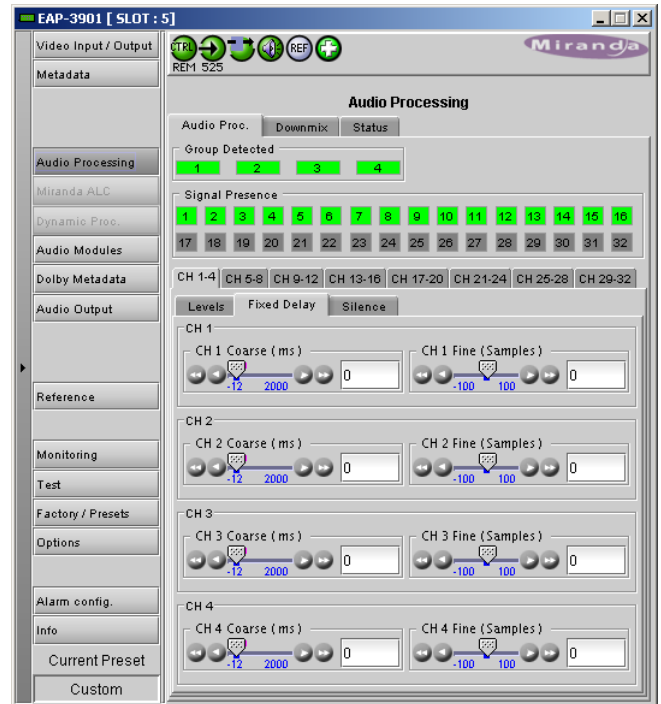 EAP-3901 [ SLOT : 5]
Video Input / Output
Metadata
Audio Processing
Miranda ALC
Dynamic Proc.
Audio Modules
Dolby Metadata
Audio Output
Reference
Monitoring
Test
Factory / Presets
Options
Alarm config.
Info
Current Preset
Custom
CTRL REF
REM 525
Miranda
Audio Processing
Audio Proc. Downmix Status
Group Detected
1 2 3 4
Signal Presence
1 2 3 4 5 6 7 8 9 10 11 12 13 14 15 16
17 18 19 20 21 22 23 24 25 26 27 28 29 30 31 32
CH 1-4 CH 5-8 CH 9-12 CH 13-16 CH 17-20 CH 21-24 CH 25-28 CH 29-32
Levels Fixed Delay Silence
CH 1
CH 1 Coarse ( ms ) CH 1 Fine ( Samples )
0 0
-12 2000 -100 100
CH 2
CH 2 Coarse ( ms ) CH 2 Fine ( Samples )
0 0
-12 2000 -100 100
CH 3
CH 3 Coarse ( ms ) CH 3 Fine ( Samples )
0 0
-12 2000 -100 100
CH 4
CH 4 Coarse ( ms ) CH 4 Fine ( Samples )
0 0
-12 2000 -100 100